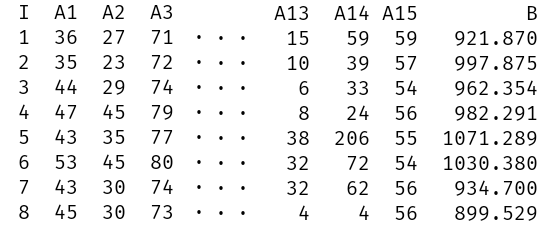 I A1 A2 A3 A13 A14 A15 B
1 36 27 71 · · · 15 59 59 921.870
2 35 23 72 · · · 10 39 57 997.875
3 44 29 74 · · · 6 33 54 962.354
4 47 45 79 · · · 8 24 56 982.291
5 43 35 77 · · · 38 206 55 1071.289
6 53 45 80 · · · 32 72 54 1030.380
7 43 30 74 · · · 32 62 56 934.700
8 45 30 73 · · · 4 4 56 899.529